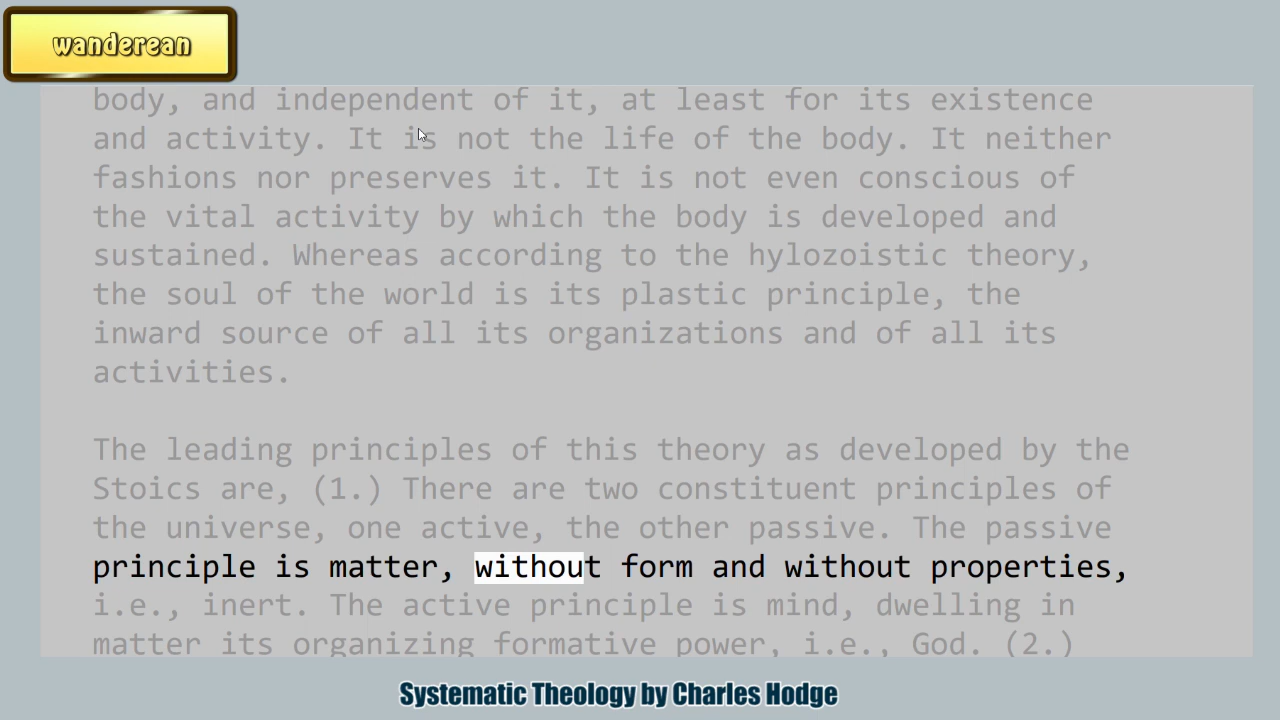 wanderean
body, and independent of it, at least for its existence
and activity. It is not the life of the body. It neither
fashions nor preserves it. It is not even conscious of
the vital activity by which the body is developed and
sustained. Whereas according to the hylozoistic theory,
the soul of the world is its plastic principle, the
inward source of all its organizations and of all its
activities.
The leading principles of this theory as developed by the
Stoics are, (1.) There are two constituent principles of
the universe, one active, the other passive. The passive
principle is matter, without form and without properties,
i.e., inert. The active principle is mind, dwelling in
matter its organizing formative power, i.e., God. (2.)
Systematic Theology by Charles Hodge